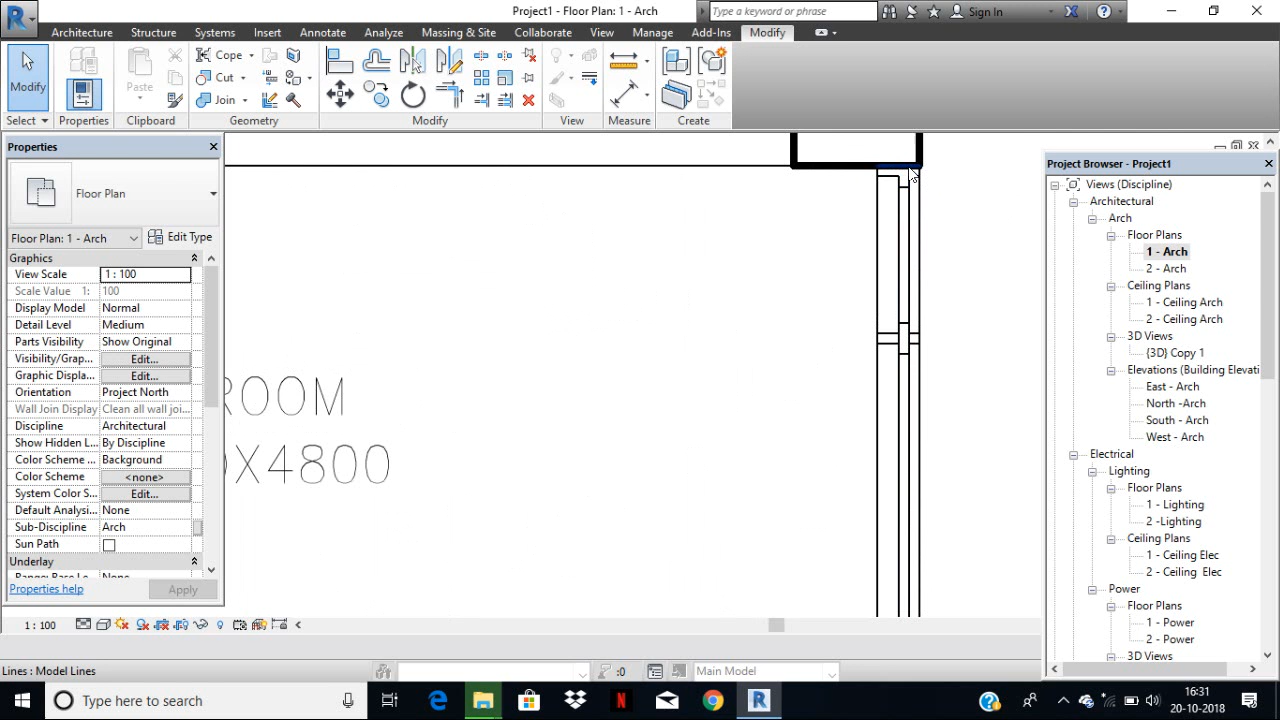 Project1 - Floor Plan: 1 - Arch
Type a keyword or phrase
Sign In
Architecture Structure Systems Insert Annotate Analyze Massing & Site Collaborate View Manage Add-Ins Modify
Modify
Paste
Cope
Cut
Join
Select Properties Clipboard Geometry Modify View Measure Create
Properties
Floor Plan
Floor Plan: 1 - Arch Edit Type
Graphics
View Scale 1 : 100
Scale Value 1: 100
Display Model Normal
Detail Level Medium
Parts Visibility Show Original
Visibility/Grap... Edit...
Graphic Displa... Edit...
Orientation Project North
Wall Join Display Clean all wall joi...
Discipline Architectural
Show Hidden L... By Discipline
Color Scheme ... Background
Color Scheme <none>
System Color S... Edit...
Default Analysi... None
Sub-Discipline Arch
Sun Path
Underlay
Range: Base Le... None
Properties help Apply
ROOM
X4800
Project Browser - Project1
Views (Discipline)
Architectural
Arch
Floor Plans
1 - Arch
2 - Arch
Ceiling Plans
1 - Ceiling Arch
2 - Ceiling Arch
3D Views
{3D} Copy 1
Elevations (Building Elevati
East - Arch
North -Arch
South - Arch
West - Arch
Electrical
Lighting
Floor Plans
1 - Lighting
2 -Lighting
Ceiling Plans
1 - Ceiling Elec
2 - Ceiling Elec
Power
Floor Plans
1 - Power
2 - Power
3D Views
1 : 100
Lines : Model Lines
:0
Main Model
Type here to search
16:31
20-10-2018